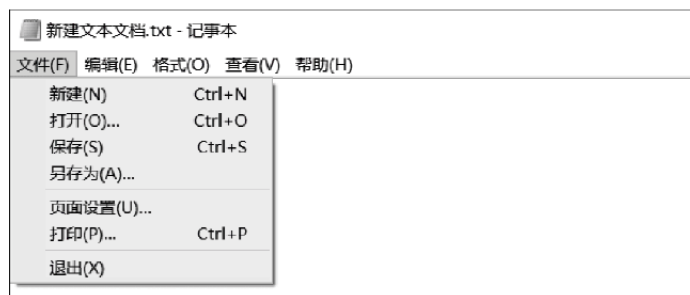 新建文本文档.txt - 记事本
文件(F) 编辑(E) 格式(O) 查看(V) 帮助(H)
新建(N) Ctrl+N
打开(O)... Ctrl+O
保存(S) Ctrl+S
另存为(A)...
页面设置(U)...
打印(P)... Ctrl+P
退出(X)